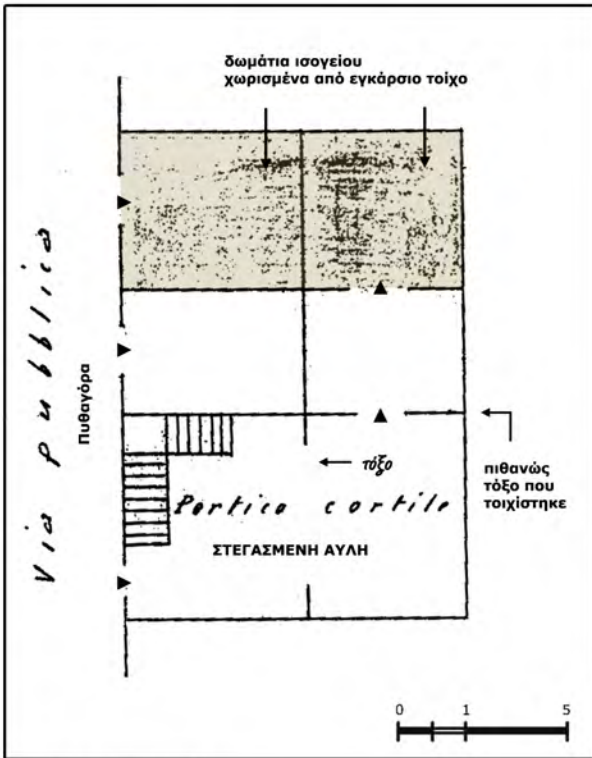 δωμάτια ισογείου
χωρισμένα από εγκάρσιο τοίχο
Via pubblica
Πυθαγόρα
τόξο
πιθανώς
τόξο που
τοιχίστηκε
Portico cortile
ΣΤΕΓΑΣΜΕΝΗ ΑΥΛΗ
0 1 5